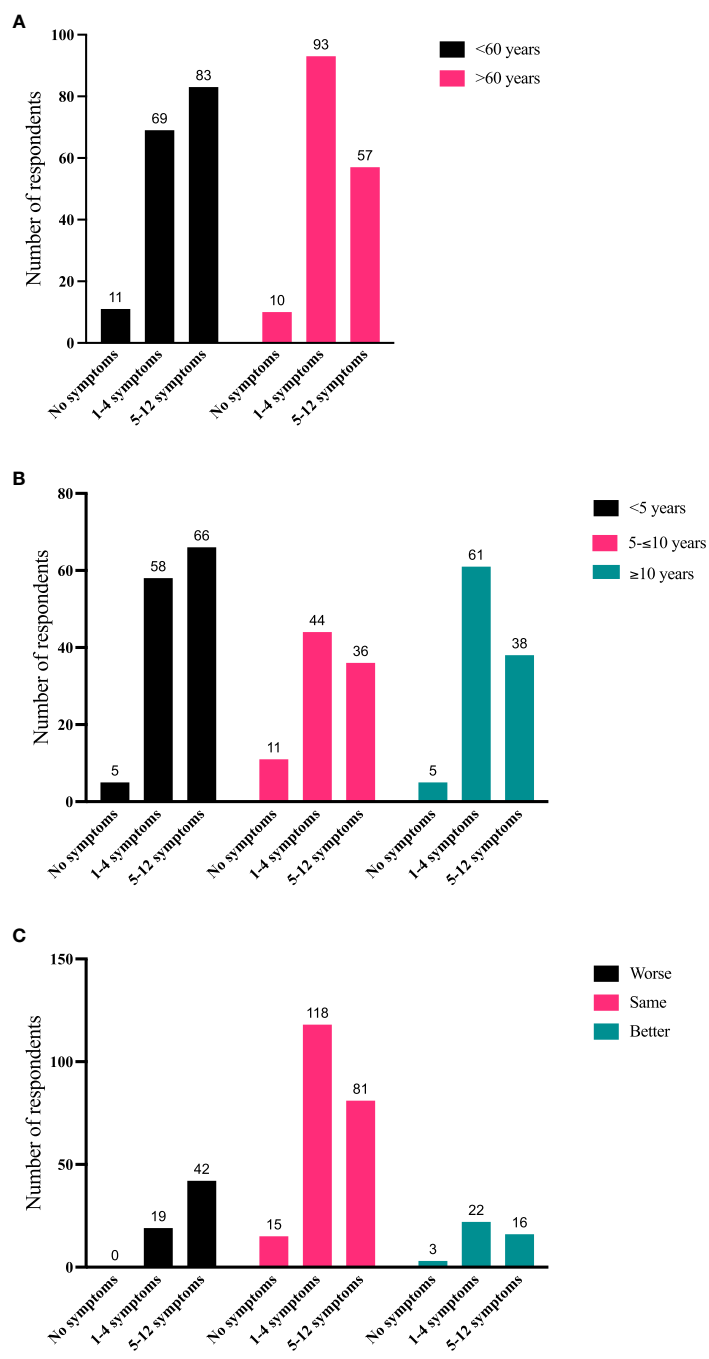 A
Number of respondents
100
80
60
40
20
0
11
69
83
10
93
57
No symptoms
1-4 symptoms
5-12 symptoms
No symptoms
1-4 symptoms
5-12 symptoms
<60 years
>60 years
B
Number of respondents
80
60
40
20
0
5
58
66
11
44
36
5
61
38
No symptoms
1-4 symptoms
5-12 symptoms
No symptoms
1-4 symptoms
5-12 symptoms
No symptoms
1-4 symptoms
5-12 symptoms
<5 years
5-≤10 years
≥10 years
C
Number of respondents
150
100
50
0
0
19
42
15
118
81
3
22
16
No symptoms
1-4 symptoms
5-12 symptoms
No symptoms
1-4 symptoms
5-12 symptoms
No symptoms
1-4 symptoms
5-12 symptoms
Worse
Same
Better